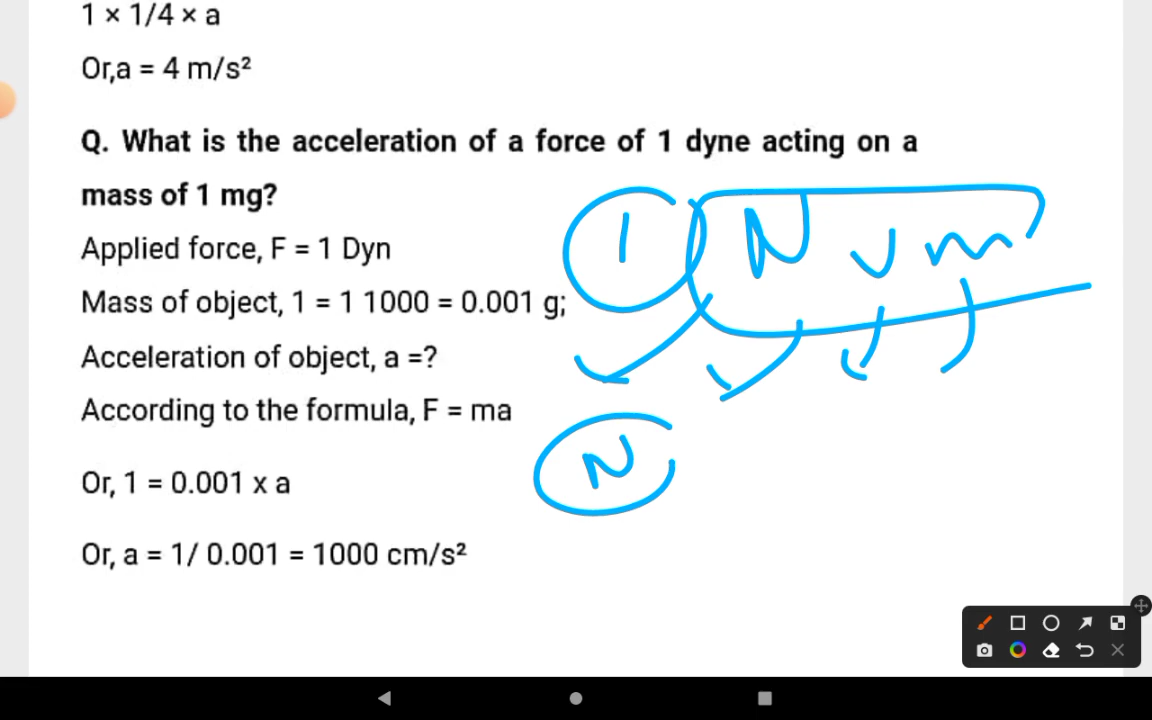 1 × 1/4 × a
Or,a = 4 m/s²
Q. What is the acceleration of a force of 1 dyne acting on a
mass of 1 mg?
1 N J m
Applied force, F = 1 Dyn
Mass of object, 1 = 1 1000 = 0.001 g;
Acceleration of object, a =?
According to the formula, F = ma
N
Or, 1 = 0.001 x a
Or, a = 1/ 0.001 = 1000 cm/s²